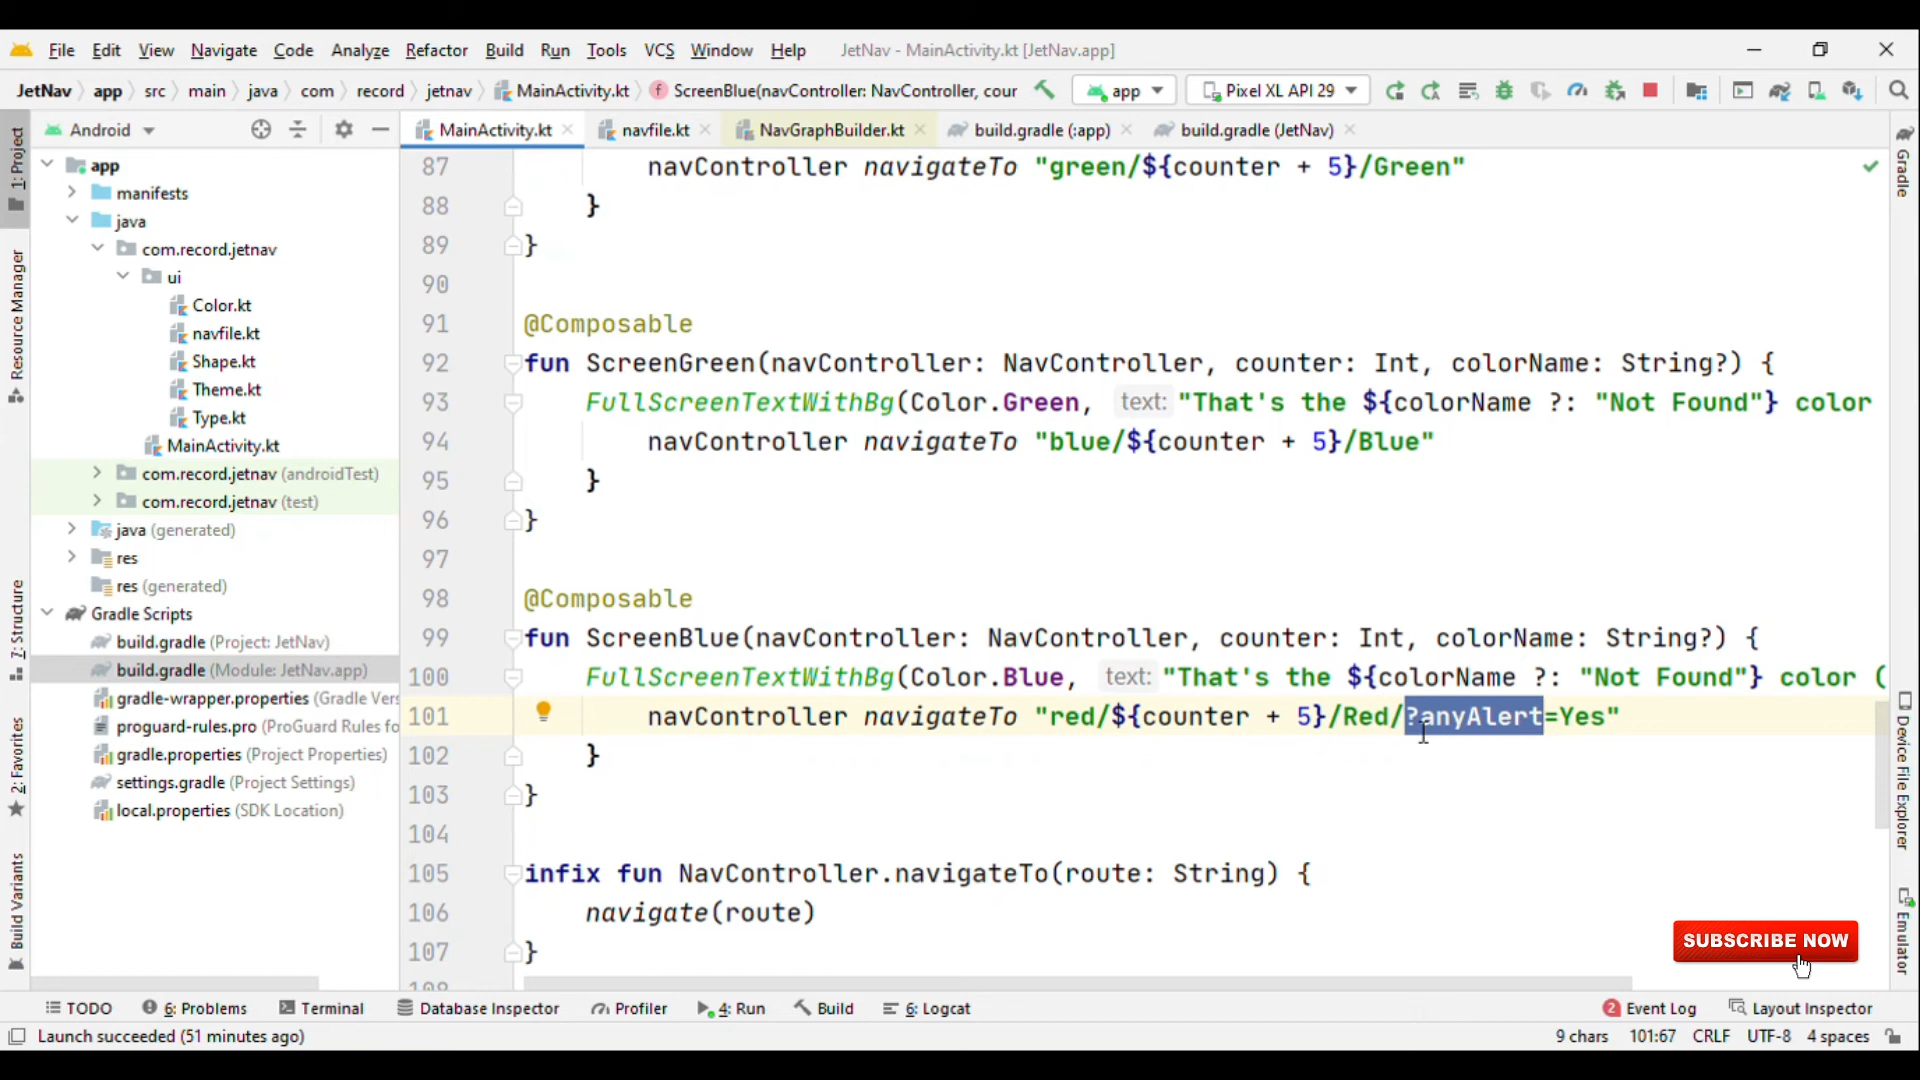 File Edit View Navigate Code Analyze Refactor Build Run Tools VCS Window Help JetNav - MainActivity.kt [JetNav.app]
JetNav app src main java com record jetnav MainActivity.kt ScreenBlue(navController: NavController, cour app Pixel XL API 29
Android MainActivity.kt navfile.kt NavGraphBuilder.kt build.gradle (:app) build.gradle (JetNav)
1: Project
Resource Manager
7: Structure
2: Favorites
Build Variants
app
manifests
java
com.record.jetnav
ui
Color.kt
navfile.kt
Shape.kt
Theme.kt
Type.kt
MainActivity.kt
com.record.jetnav (androidTest)
com.record.jetnav (test)
java (generated)
res
res (generated)
Gradle Scripts
build.gradle (Project: JetNav)
build.gradle (Module: JetNav.app)
gradle-wrapper.properties (Gradle Vers
proguard-rules.pro (ProGuard Rules fo
gradle.properties (Project Properties)
settings.gradle (Project Settings)
local.properties (SDK Location)
87 navController navigateTo "green/${counter + 5}/Green"
88 }
89 }
90
91 @Composable
92 fun ScreenGreen(navController: NavController, counter: Int, colorName: String?) {
93 FullScreenTextWithBg(Color.Green, text: "That's the ${colorName ?: "Not Found"} color
94 navController navigateTo "blue/${counter + 5}/Blue"
95 }
96 }
97
98 @Composable
99 fun ScreenBlue(navController: NavController, counter: Int, colorName: String?) {
100 FullScreenTextWithBg(Color.Blue, text: "That's the ${colorName ?: "Not Found"} color (
101 navController navigateTo "red/${counter + 5}/Red/?anyAlert=Yes"
102 }
103 }
104
105 infix fun NavController.navigateTo(route: String) {
106 navigate(route)
107 }
108
Gradle
Device File Explorer
Emulator
SUBSCRIBE NOW
TODO 6: Problems Terminal Database Inspector Profiler 4: Run Build 6: Logcat 2 Event Log Layout Inspector
Launch succeeded (51 minutes ago) 9 chars 101:67 CRLF UTF-8 4 spaces